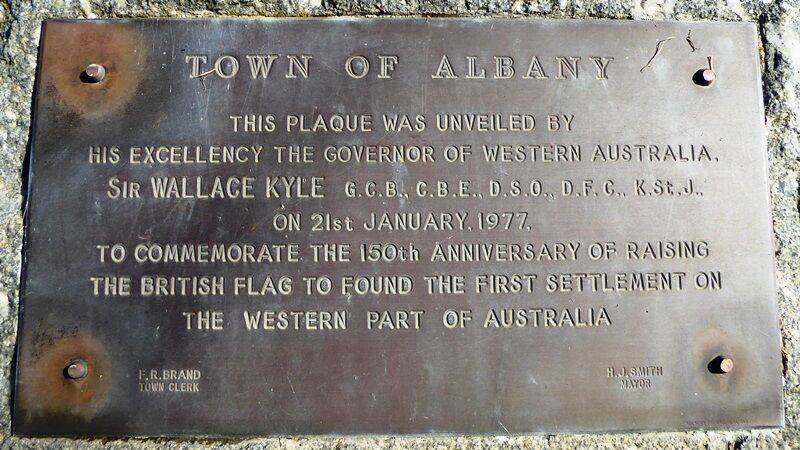 TOWN OF ALBANY
THIS PLAQUE WAS UNVEILED BY
HIS EXCELLENCY THE GOVERNOR OF WESTERN AUSTRALIA,
SIR WALLACE KYLE G.C.B., C.B.E., D.S.O., D.F.C., K.St.J.,
ON 21st JANUARY, 1977,
TO COMMEMORATE THE 150th ANNIVERSARY OF RAISING
THE BRITISH FLAG TO FOUND THE FIRST SETTLEMENT ON
THE WESTERN PART OF AUSTRALIA
F.R. BRAND
TOWN CLERK
H.J. SMITH
MAYOR